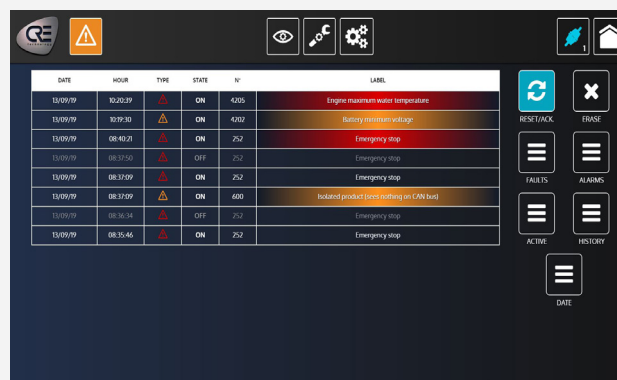 CRE
TECHNOLOGY
1
DATE HOUR TYPE STATE N° LABEL
13/09/19 10:20:39 ON 4205 Engine maximum water temperature
13/09/19 10:19:30 ON 4202 Battery minimum voltage
13/09/19 08:40:21 ON 252 Emergency stop
13/09/19 08:37:50 OFF 252 Emergency stop
13/09/19 08:37:09 ON 252 Emergency stop
13/09/19 08:37:09 ON 600 Isolated product (sees nothing on CAN bus)
13/09/19 08:36:34 OFF 252 Emergency stop
13/09/19 08:35:46 ON 252 Emergency stop
RESET/ACK. ERASE
FAULTS ALARMS
ACTIVE HISTORY
DATE